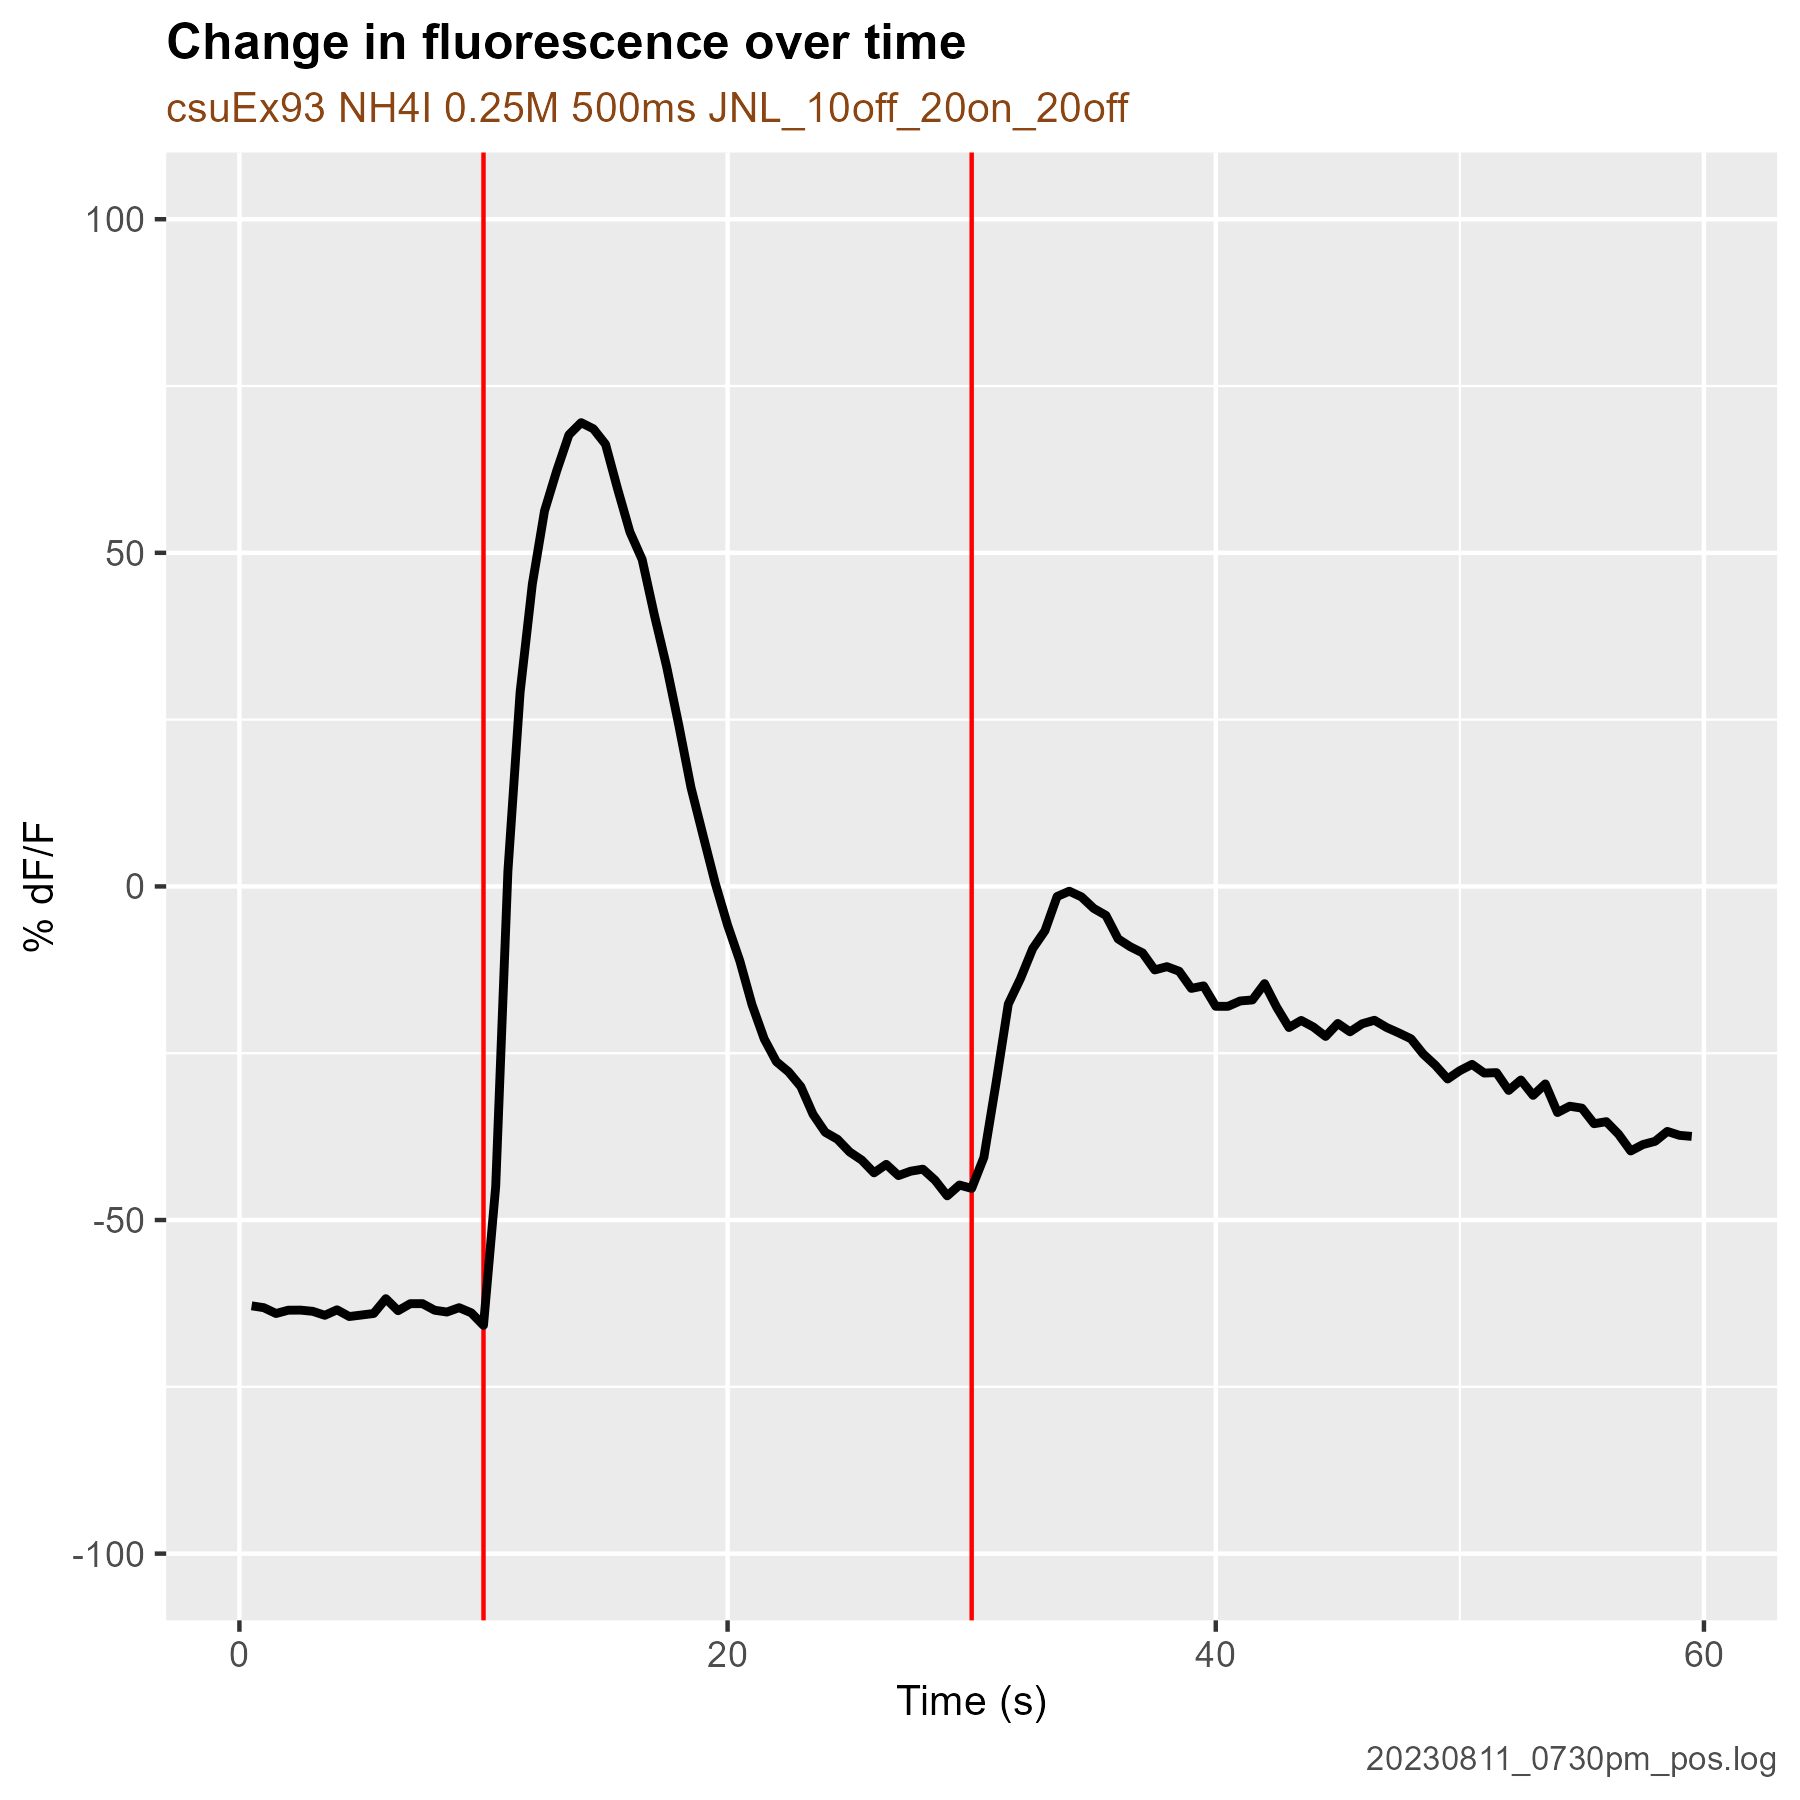 Change in fluorescence over time
csuEx93 NH4I 0.25M 500ms JNL_10off_20on_20off
100
50
0
-50
-100
% dF/F
0 20 40 60
Time (s)
20230811_0730pm_pos.log